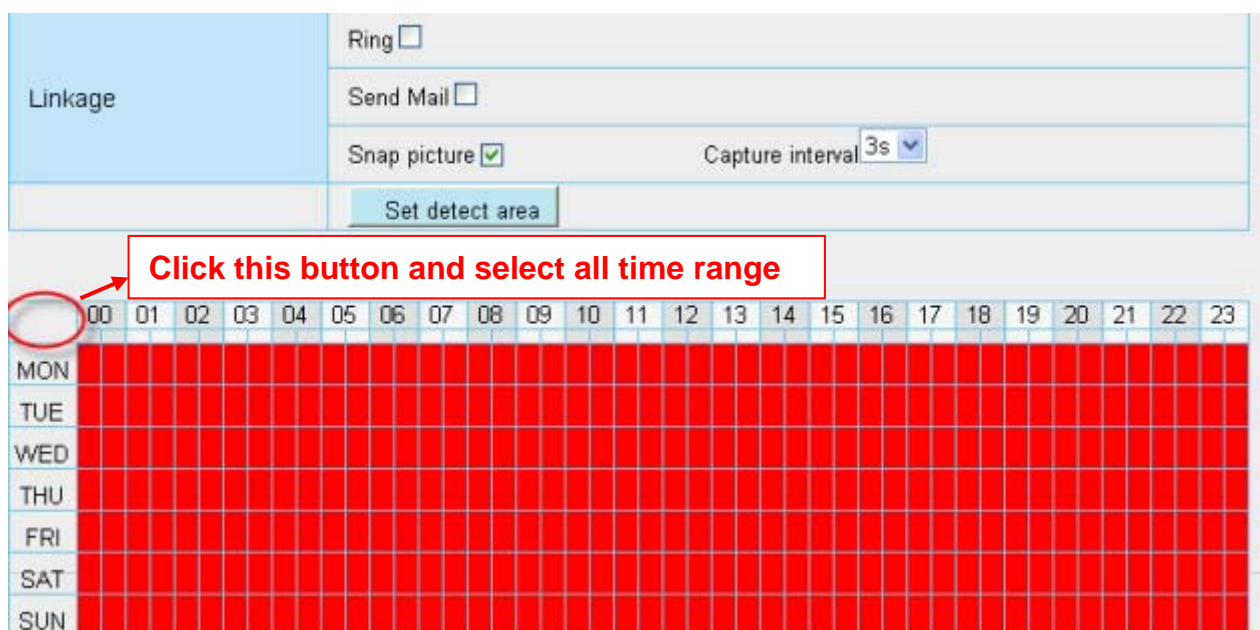 Ring
Linkage
Send Mail
Snap picture Capture interval 3s
Set detect area
Click this button and select all time range
00 01 02 03 04 05 06 07 08 09 10 11 12 13 14 15 16 17 18 19 20 21 22 23
MON
TUE
WED
THU
FRI
SAT
SUN